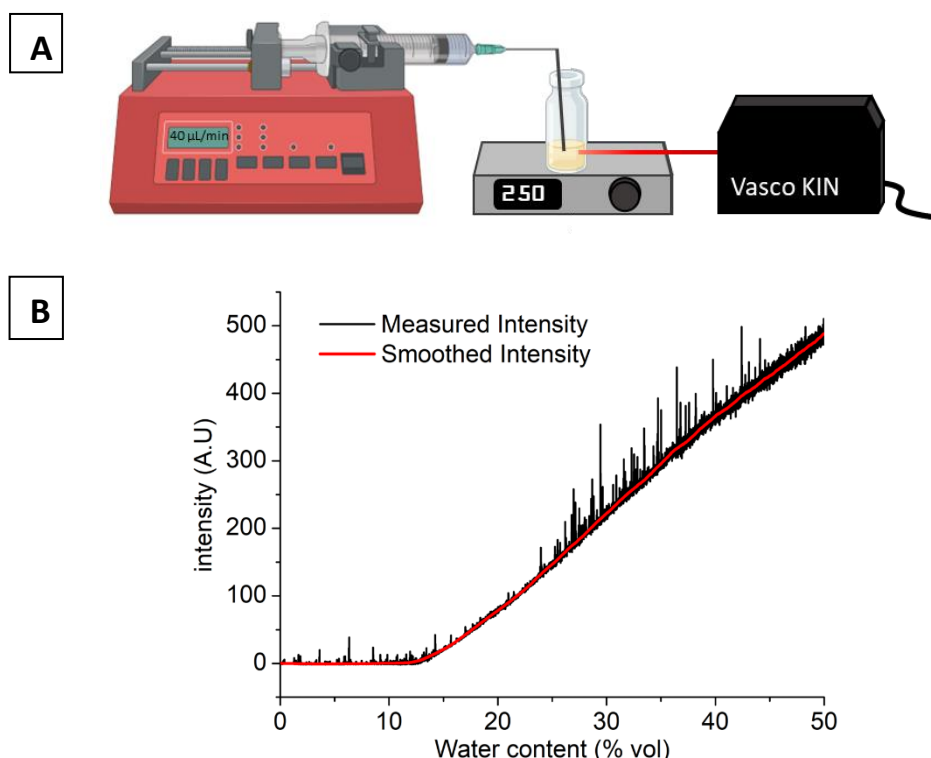 A
40 µL/min
250
Vasco KIN
B
Measured Intensity
Smoothed Intensity
500
400
300
200
100
0
intensity (A.U)
0 10 20 30 40 50
Water content (% vol)